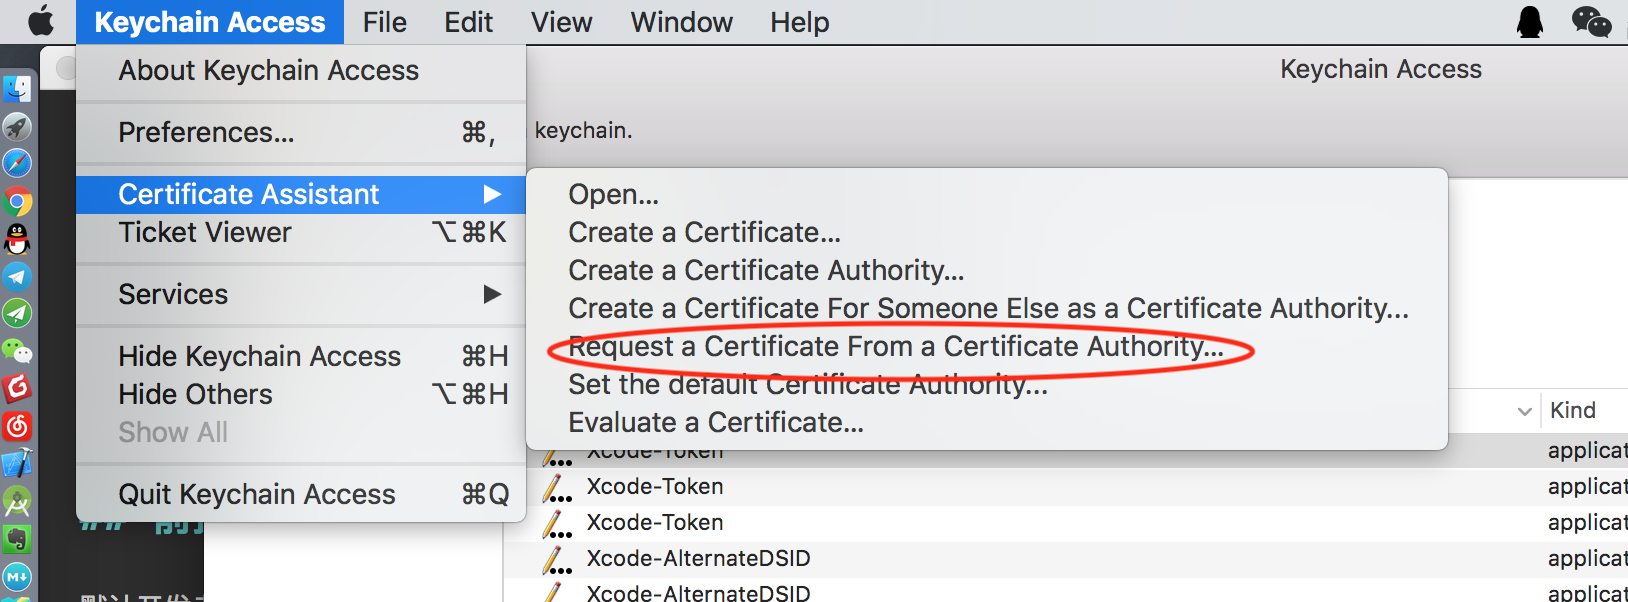 Keychain Access File Edit View Window Help
About Keychain Access
Keychain Access
Preferences... ⌘,
keychain.
Certificate Assistant ▶
Ticket Viewer ⌥⌘K
Services ▶
Hide Keychain Access ⌘H
Hide Others ⌥⌘H
Show All
Quit Keychain Access ⌘Q
Open...
Create a Certificate...
Create a Certificate Authority...
Create a Certificate For Someone Else as a Certificate Authority...
Request a Certificate From a Certificate Authority...
Set the default Certificate Authority...
Evaluate a Certificate...
Kind
Xcode-Token applicat
Xcode-Token applicat
Xcode-Token applicat
Xcode-AlternateDSID applicat
Xcode-AlternateDSID applicat